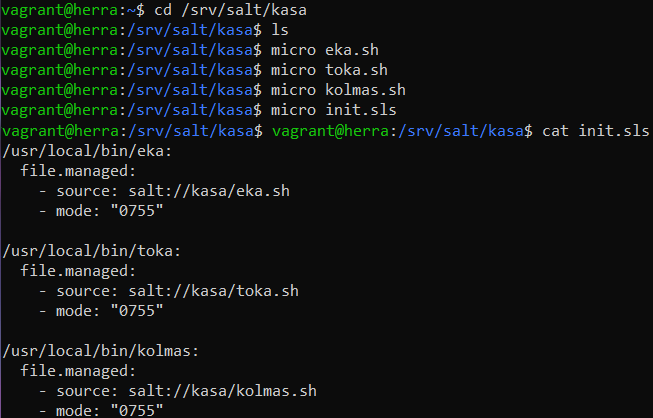 vagrant@herra:~$ cd /srv/salt/kasa
vagrant@herra:/srv/salt/kasa$ ls
vagrant@herra:/srv/salt/kasa$ micro eka.sh
vagrant@herra:/srv/salt/kasa$ micro toka.sh
vagrant@herra:/srv/salt/kasa$ micro kolmas.sh
vagrant@herra:/srv/salt/kasa$ micro init.sls
vagrant@herra:/srv/salt/kasa$ vagrant@herra:/srv/salt/kasa$ cat init.sls
/usr/local/bin/eka:
  file.managed:
    - source: salt://kasa/eka.sh
    - mode: "0755"

/usr/local/bin/toka:
  file.managed:
    - source: salt://kasa/toka.sh
    - mode: "0755"

/usr/local/bin/kolmas:
  file.managed:
    - source: salt://kasa/kolmas.sh
    - mode: "0755"